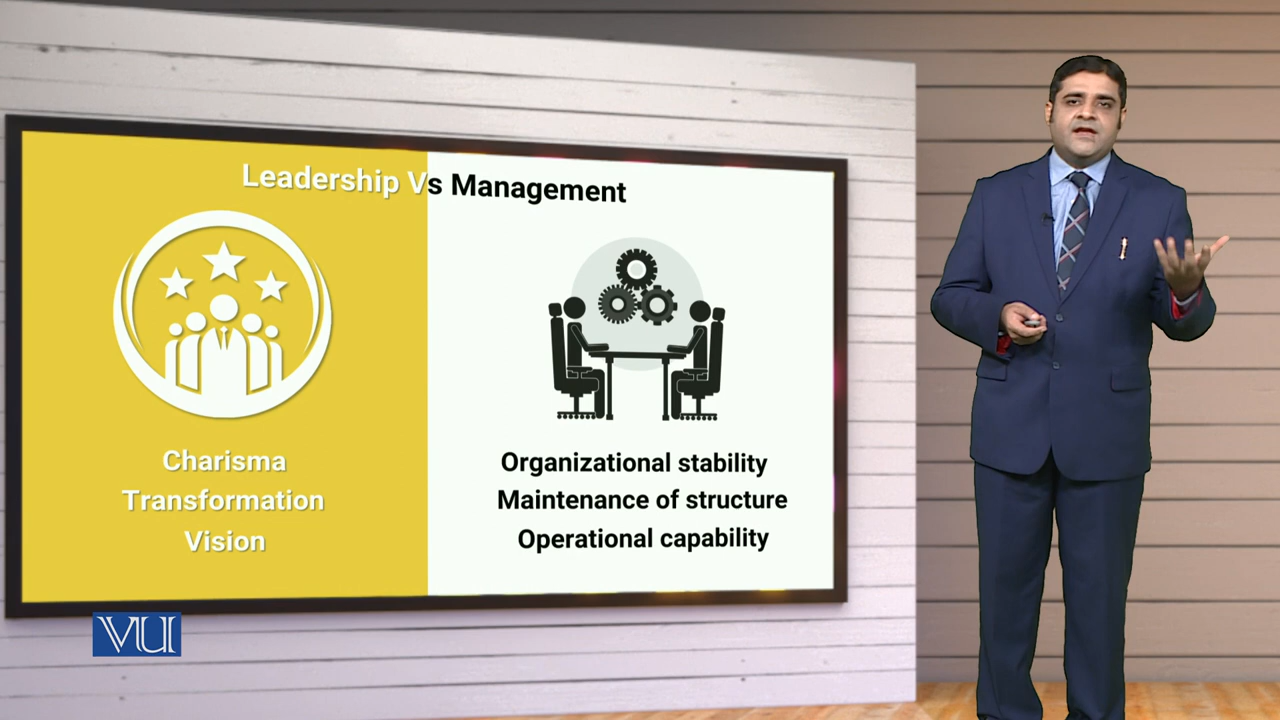 Leadership Vs Management
Charisma
Transformation
Vision
Organizational stability
Maintenance of structure
Operational capability
VU